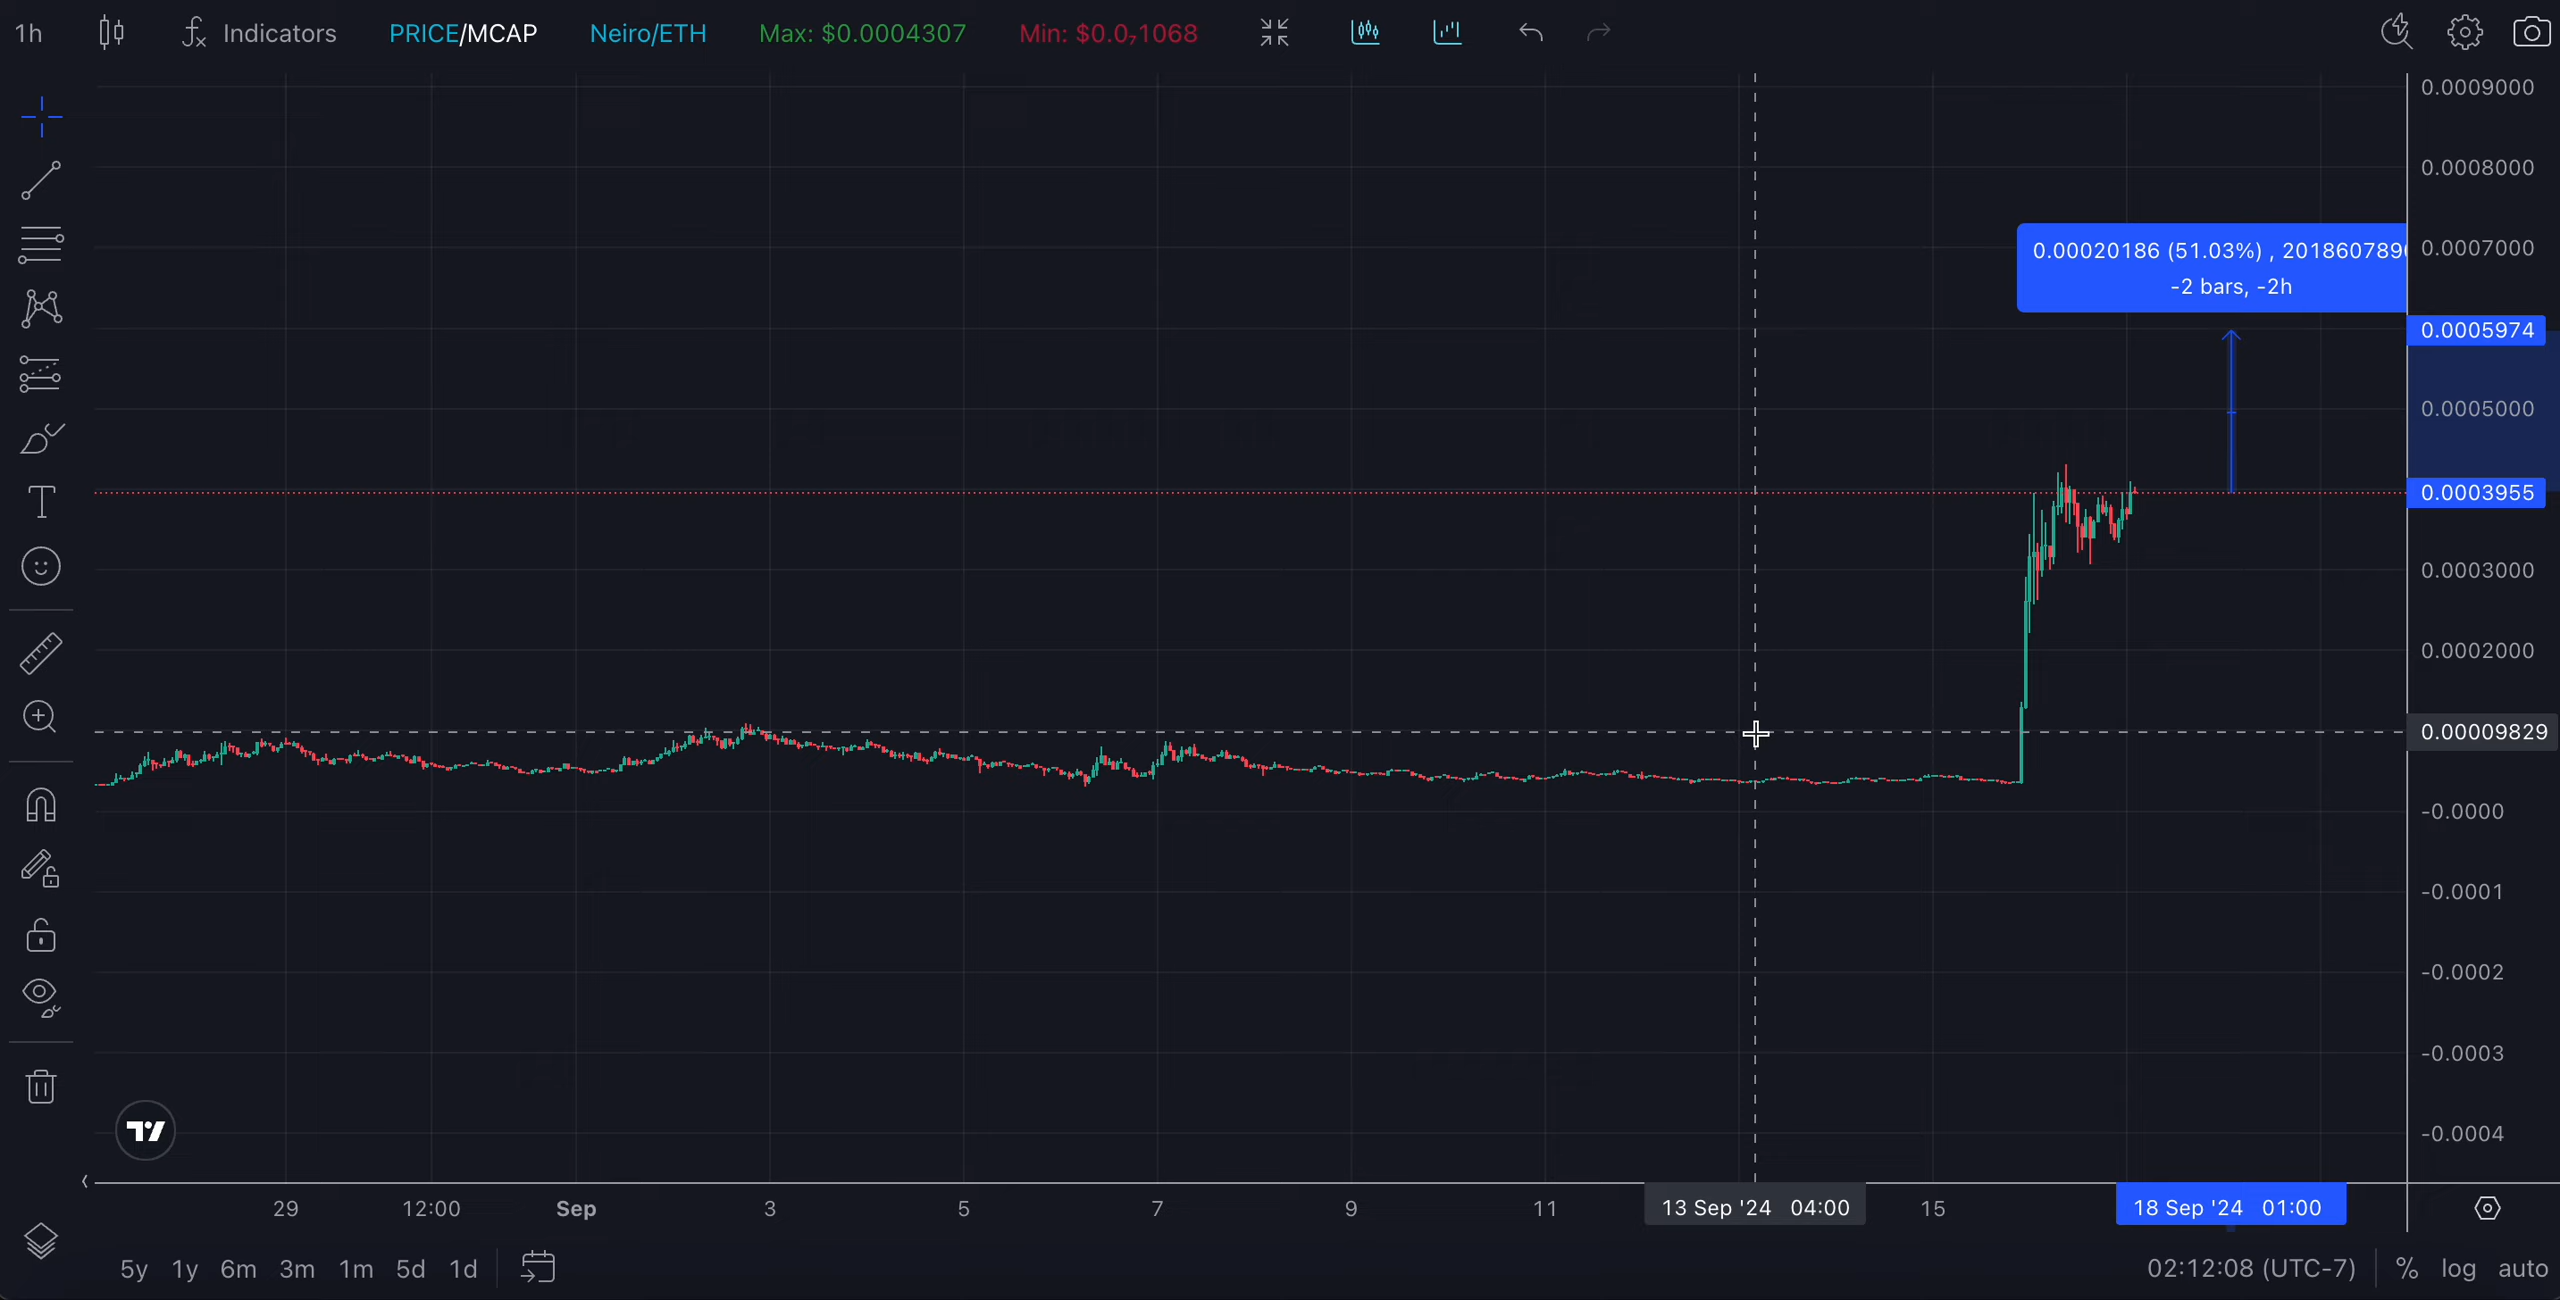 1h Indicators PRICE/MCAP Neiro/ETH Max: $0.0004307 Min: $0.0₇1068
0.0009000
0.0008000
0.0007000
0.00020186 (51.03%) , 201860789
-2 bars, -2h
0.0005974
0.0005000
0.0003955
0.0003000
0.0002000
0.00009829
-0.0000
-0.0001
-0.0002
-0.0003
-0.0004
29 12:00 Sep 3 5 7 9 11 13 Sep '24 04:00 15 18 Sep '24 01:00
5y 1y 6m 3m 1m 5d 1d 02:12:08 (UTC-7) % log auto